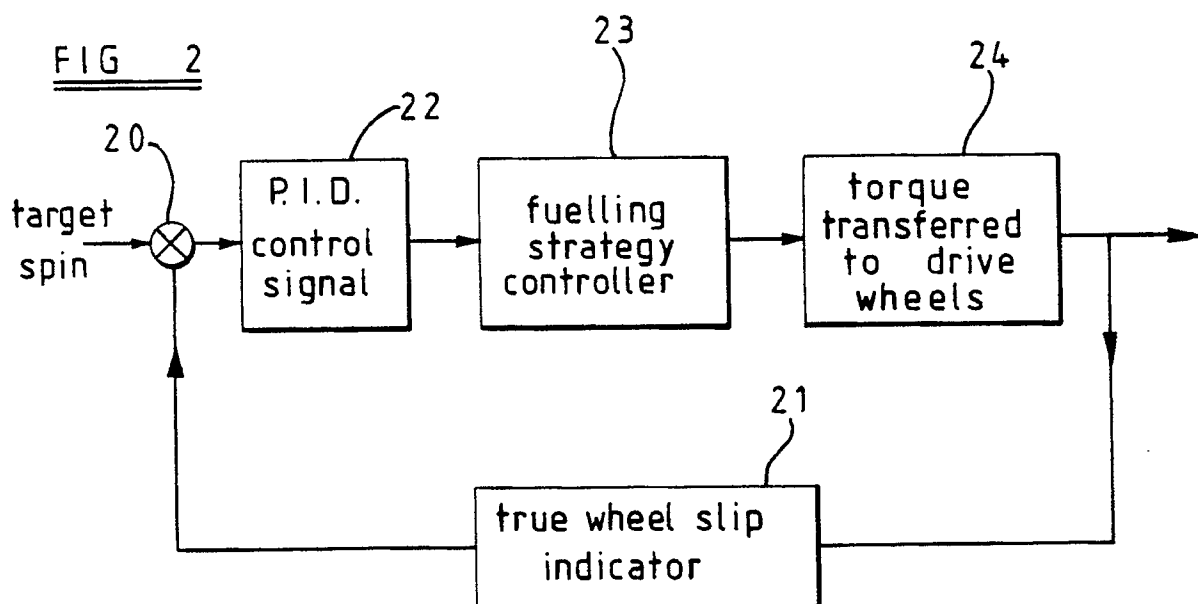 FIG 2
20
22
23
24
target
spin
P.I.D.
control
signal
fuelling
strategy
controller
torque
transferred
to drive
wheels
21
true wheel slip
indicator